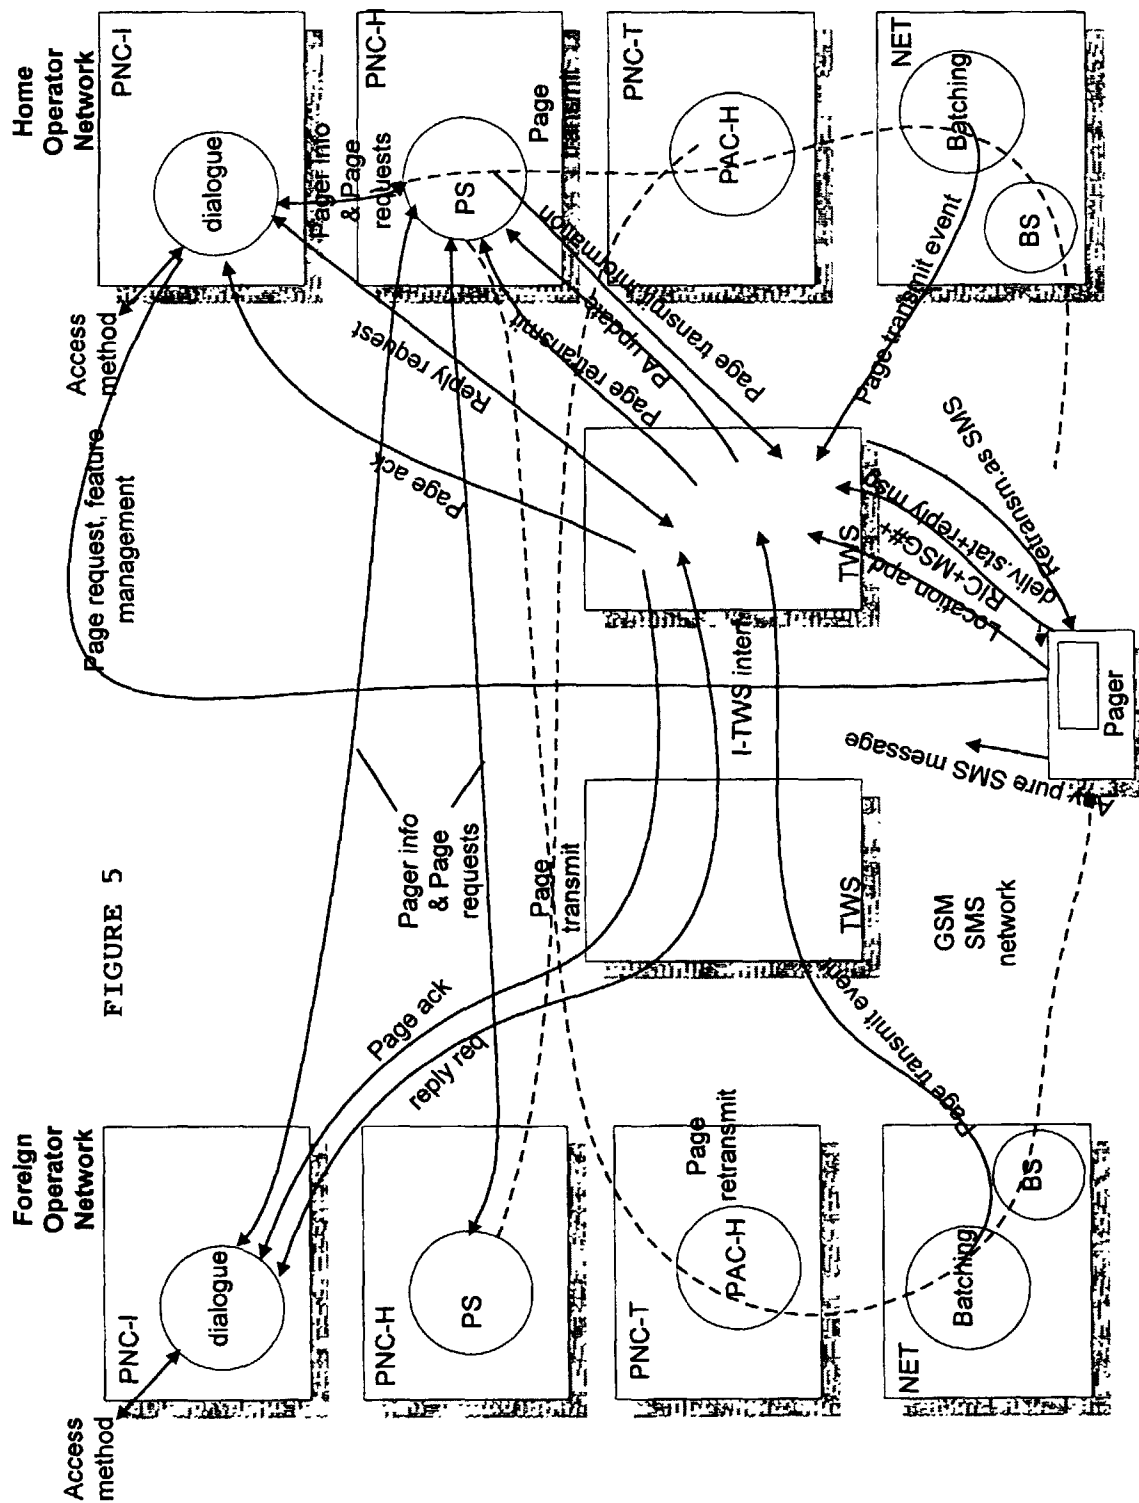 FIGURE 5
Foreign
Operator
Network
Home
Operator
Network
Access
method
PNC-I
dialogue
PNC-H
PS
PNC-T
PAC-H
Page
retransmit
NET
Batching
BS
Page ack
reply req
Pager info
& Page
requests
Page
transmit
TWS
GSM
SMS
network
Page transmit event
I-TWS interf
Av. pure SMS message
Pager
Page request, feature
management
Access
method
PNC-I
dialogue
Pager info
& Page
requests
PNC-H
PS
Page
transmit
PNC-T
PAC-H
NET
Batching
BS
Reply request
Page ack
Page retransmit
PA update
Page transmit information
Page transmit event
TWS
Location and
RIC+MSG#+
deliv.stat+reply msg
Retransm.as SMS